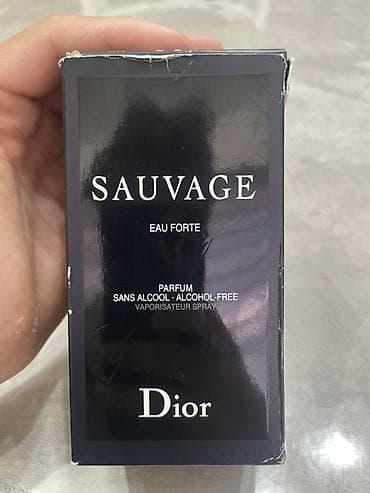 SAUVAGE
EAU FORTE
PARFUM
SANS ALCOOL · ALCOHOL-FREE
VAPORISATEUR SPRAY
Dior